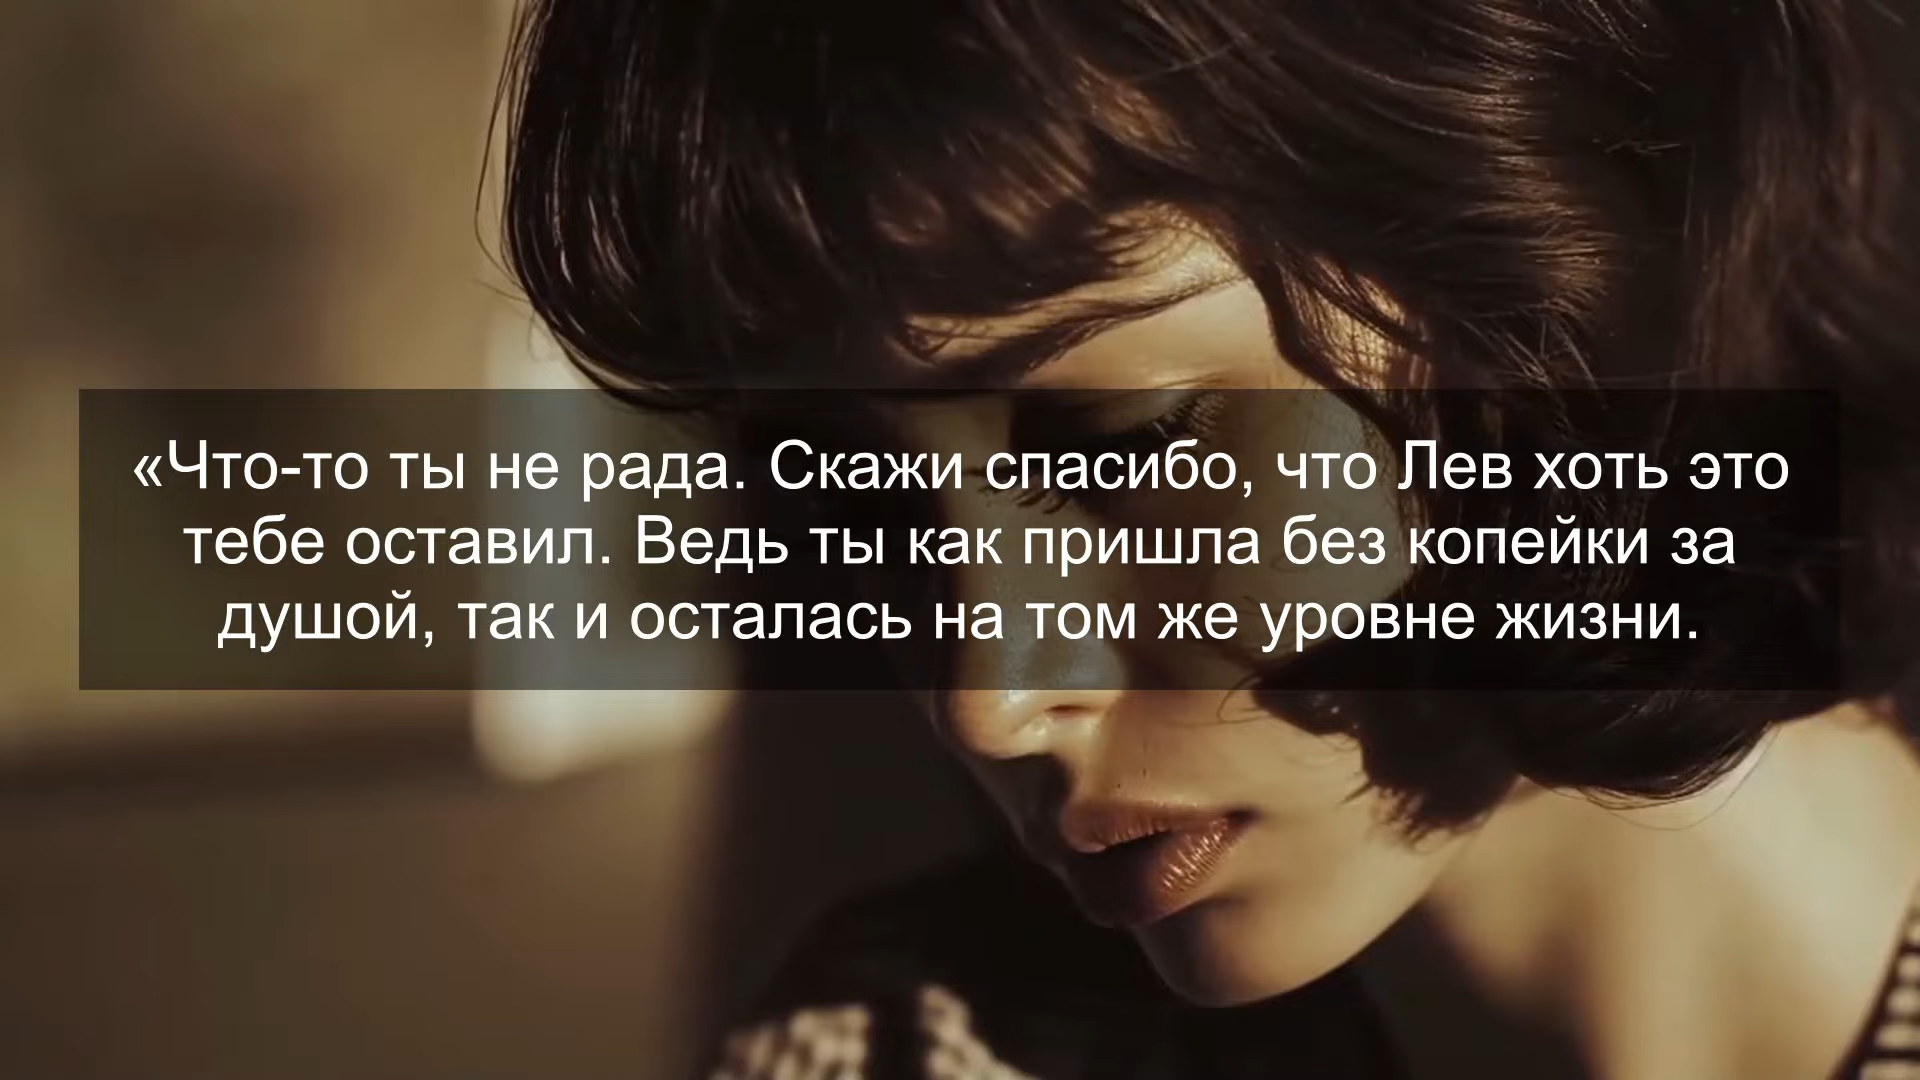 «Что-то ты не рада. Скажи спасибо, что Лев хоть это
тебе оставил. Ведь ты как пришла без копейки за
душой, так и осталась на том же уровне жизни.